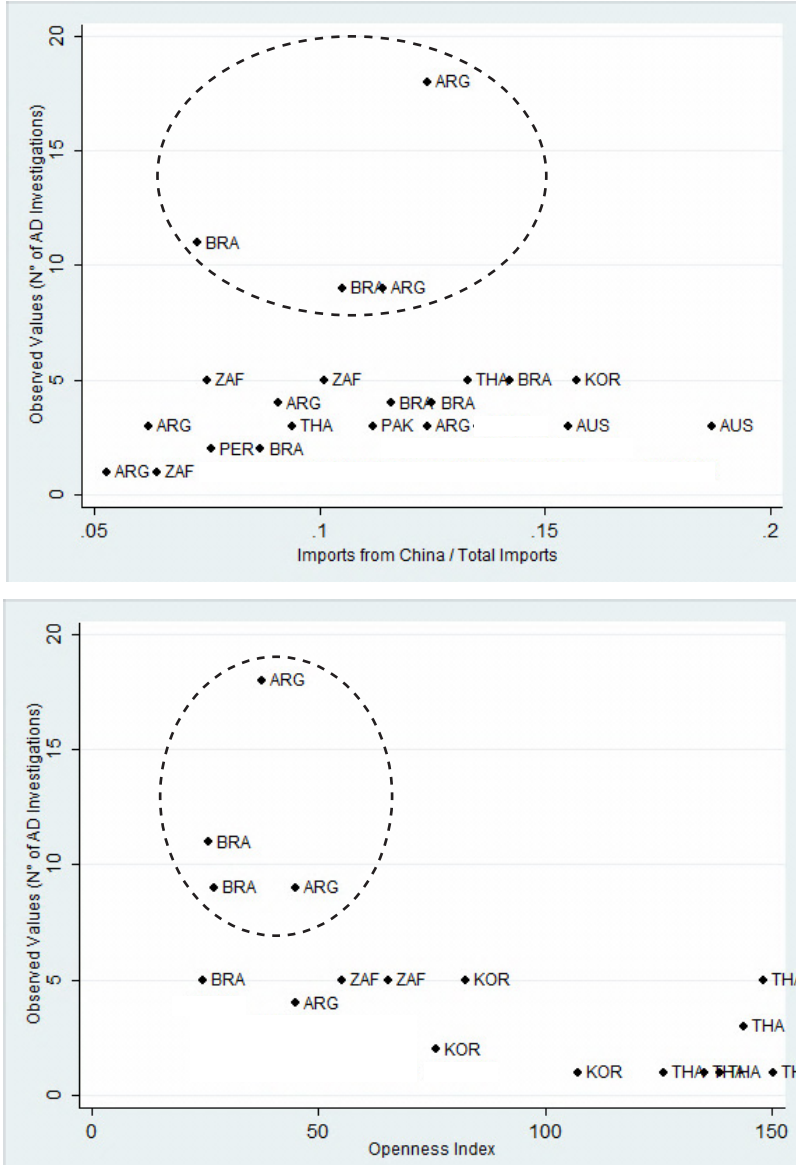 Observed Values (N° of AD Investigations)
20
15
10
5
0
ARG
BRA
BRA ARG
ZAF ZAF THA BRA KOR
ARG BRA BRA
ARG THA PAK ARG AUS AUS
PER BRA
ARG ZAF
.05 .1 .15 .2
Imports from China / Total Imports
Observed Values (N° of AD Investigations)
20
15
10
5
0
ARG
BRA
BRA ARG
BRA ZAF ZAF KOR TH
ARG
THA
KOR
KOR THA THA THA TH
0 50 100 150
Openness Index